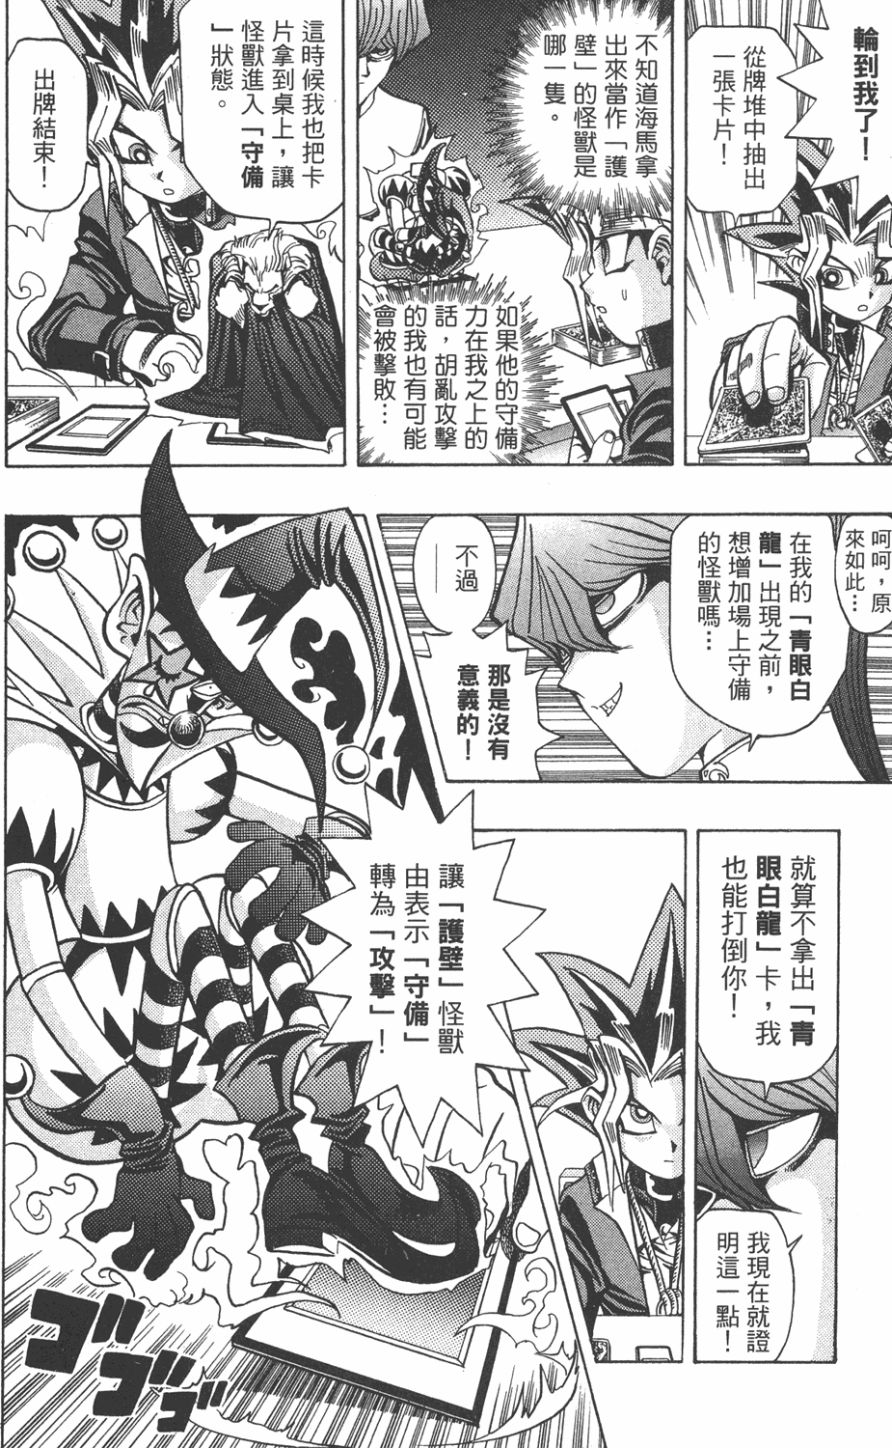 輪到我了！
從牌堆中抽出
一張卡片！
不知道海馬拿
出來當作「護
壁」的怪獸是
哪一隻。
如果他的守備
力在我之上的
話，胡亂攻擊
的我也有可能
會被擊敗…
這時候我也把卡
片拿到桌上，讓
怪獸進入「守備
」狀態。
出牌結束！
呵呵，原
來如此…
在我的「青眼白
龍」出現之前，
想增加場上守備
的怪獸嗎…
不過
——
那是沒有
意義的！
就算不拿出「青
眼白龍」卡，我
也能打倒你！
我現在就證
明這一點！
讓「護壁」怪獸
由表示「守備」
轉為「攻擊」！
ゴゴゴ